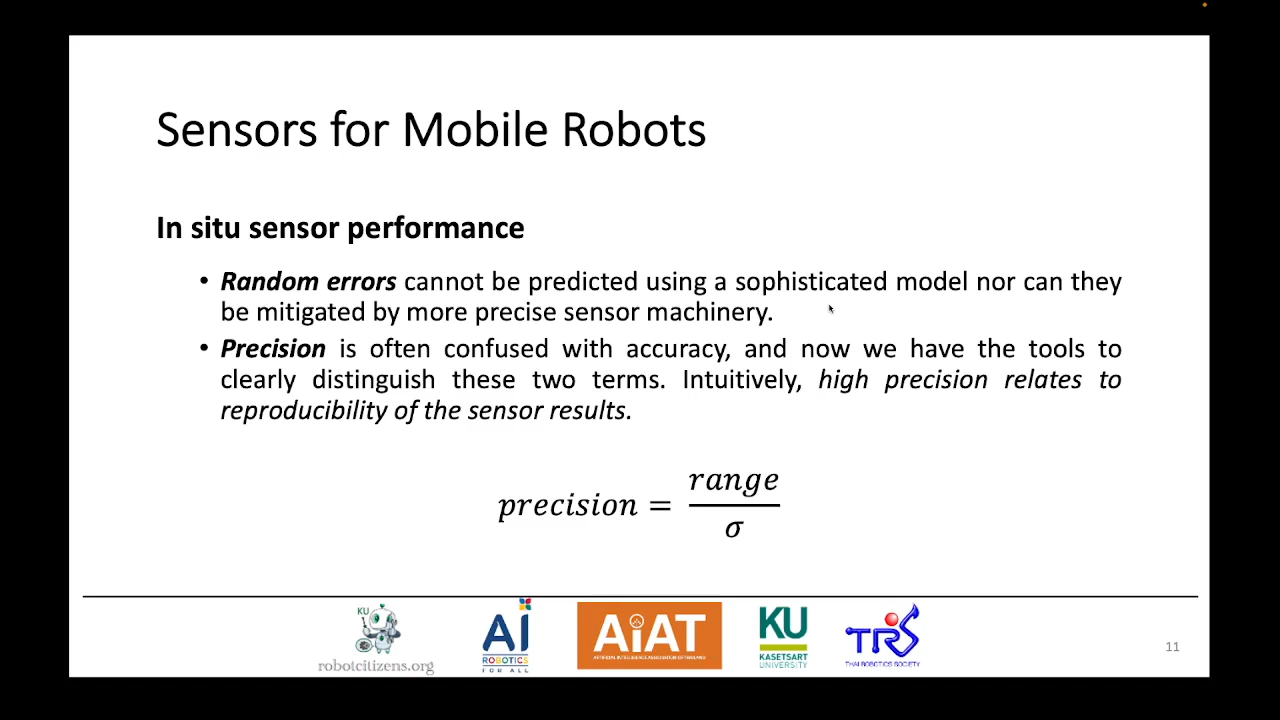 Sensors for Mobile Robots
In situ sensor performance
• Random errors cannot be predicted using a sophisticated model nor can they
be mitigated by more precise sensor machinery.
• Precision is often confused with accuracy, and now we have the tools to
clearly distinguish these two terms. Intuitively, high precision relates to
reproducibility of the sensor results.
precision = range / σ
KU
robotcitizens.org
AI
ROBOTICS
FOR ALL
AiAT
ARTIFICIAL INTELLIGENCE ASSOCIATION OF THAILAND
KU
KASETSART
UNIVERSITY
TRS
THAI ROBOTICS SOCIETY
11